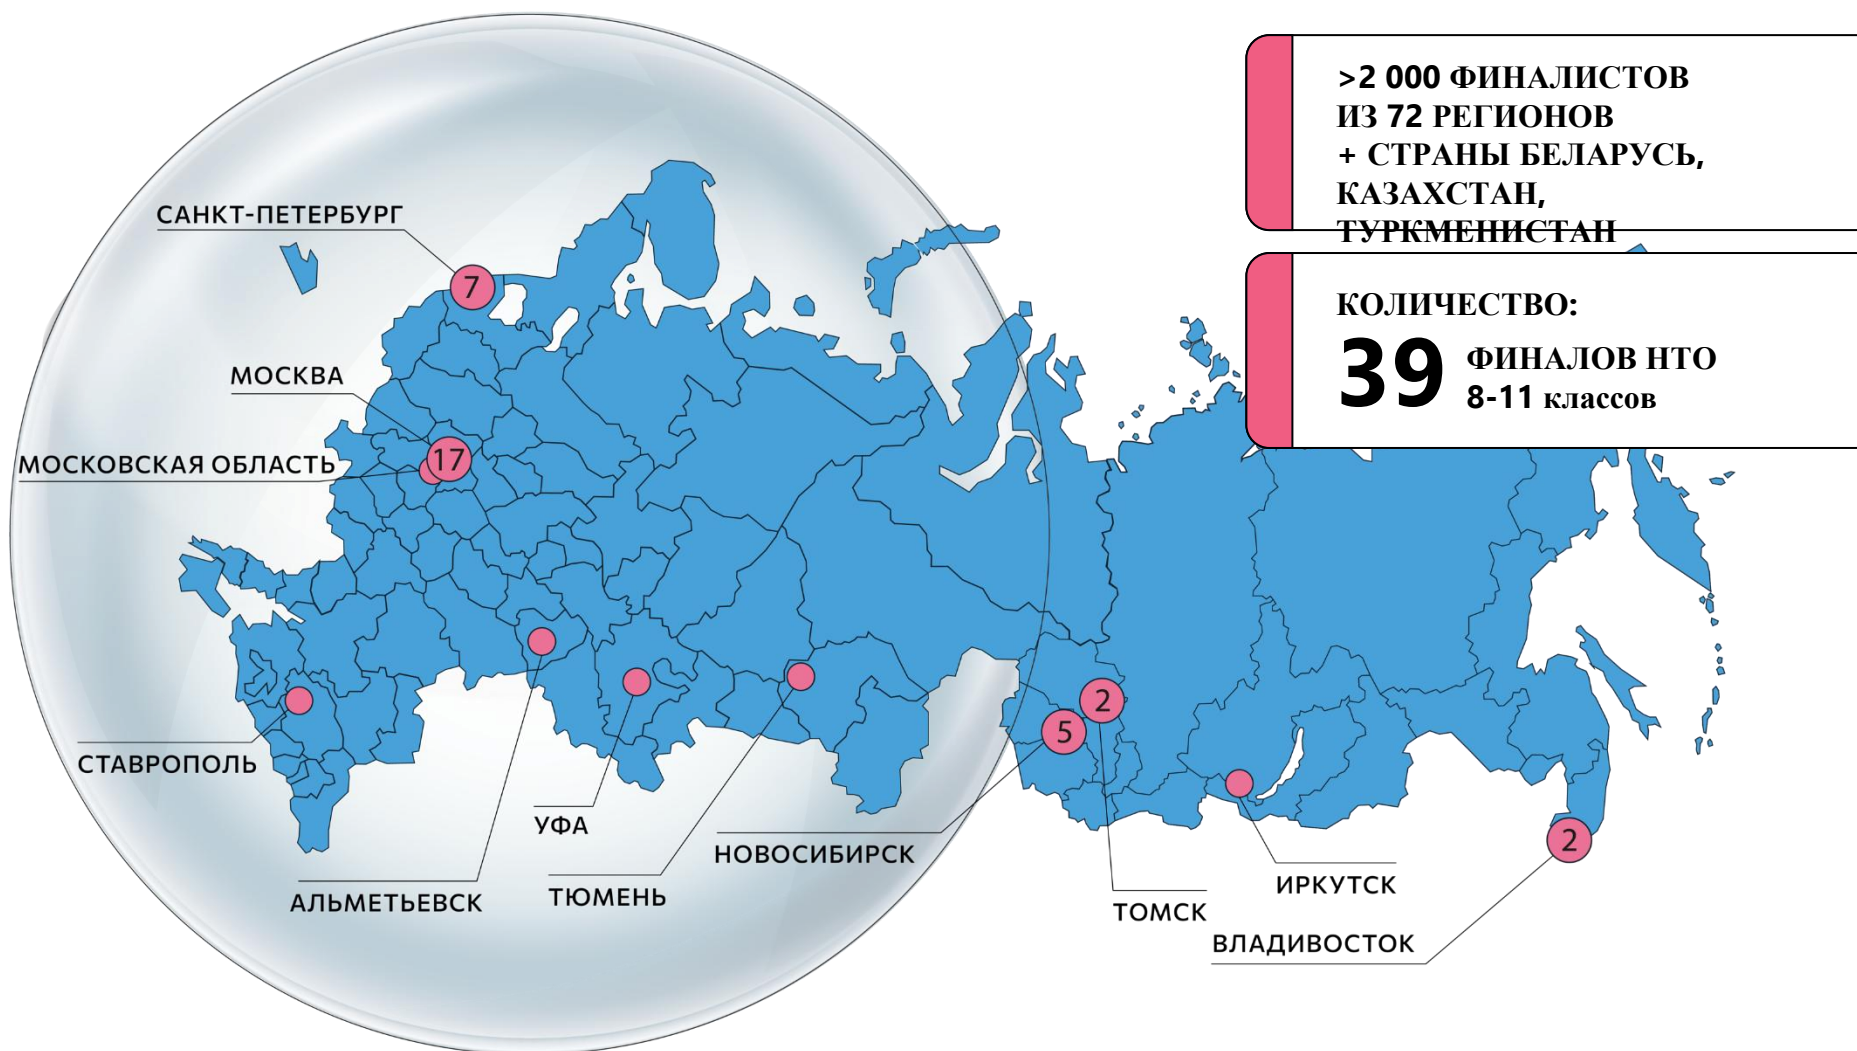 >2 000 ФИНАЛИСТОВ
ИЗ 72 РЕГИОНОВ
+ СТРАНЫ БЕЛАРУСЬ,
КАЗАХСТАН,
ТУРКМЕНИСТАН
КОЛИЧЕСТВО:
39 ФИНАЛОВ НТО
8-11 классов
САНКТ-ПЕТЕРБУРГ
7
МОСКВА
МОСКОВСКАЯ ОБЛАСТЬ
17
СТАВРОПОЛЬ
АЛЬМЕТЬЕВСК
УФА
ТЮМЕНЬ
НОВОСИБИРСК
5
2
ТОМСК
ИРКУТСК
2
ВЛАДИВОСТОК